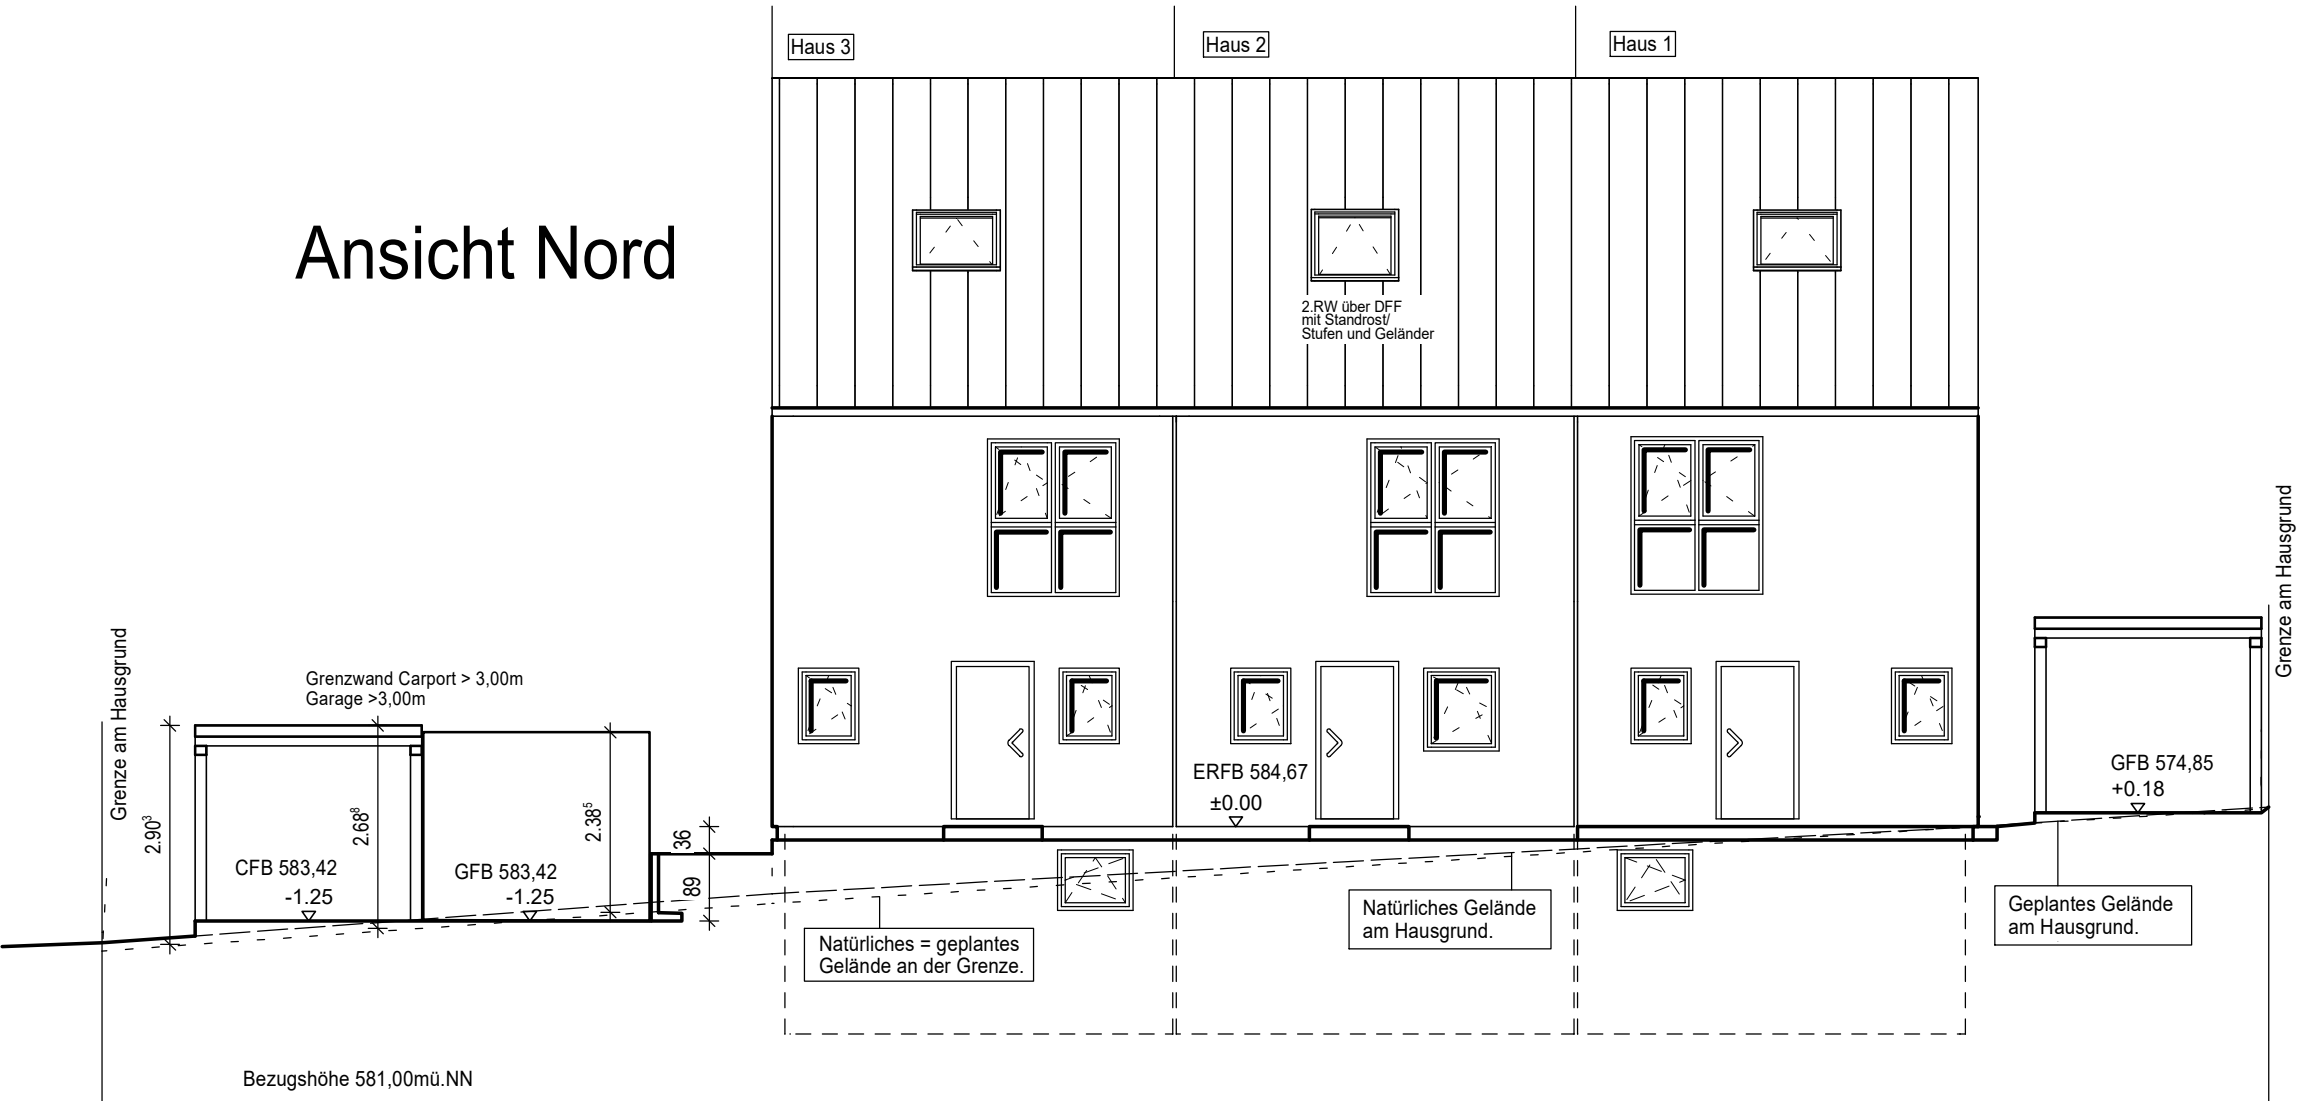 Haus 3
Haus 2
Haus 1
Ansicht Nord
2.RW über DFF
mit Standrost/
Stufen und Geländer
Grenze am Hausgrund
Grenze am Hausgrund
Grenzwand Carport > 3,00m
Garage >3,00m
2.90³
2.68⁸
2.38⁵
36
89
CFB 583,42
-1.25
GFB 583,42
-1.25
ERFB 584,67
±0.00
GFB 574,85
+0.18
Natürliches = geplantes
Gelände an der Grenze.
Natürliches Gelände
am Hausgrund.
Geplantes Gelände
am Hausgrund.
Bezugshöhe 581,00mü.NN